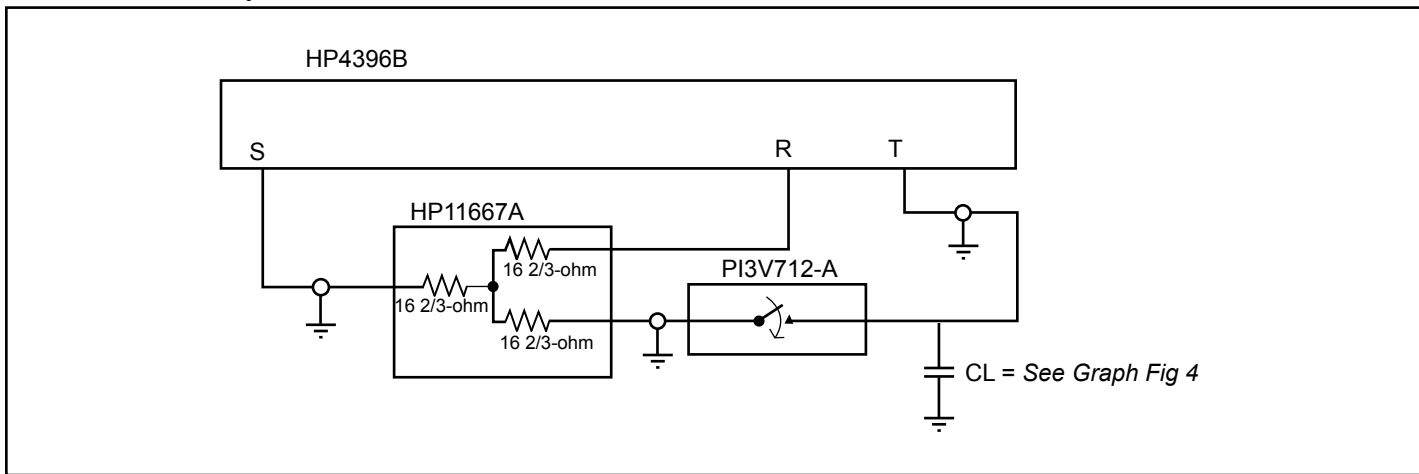 HP4396B
S
R
T
HP11667A
16 2/3-ohm
16 2/3-ohm
16 2/3-ohm
PI3V712-A
CL = See Graph Fig 4